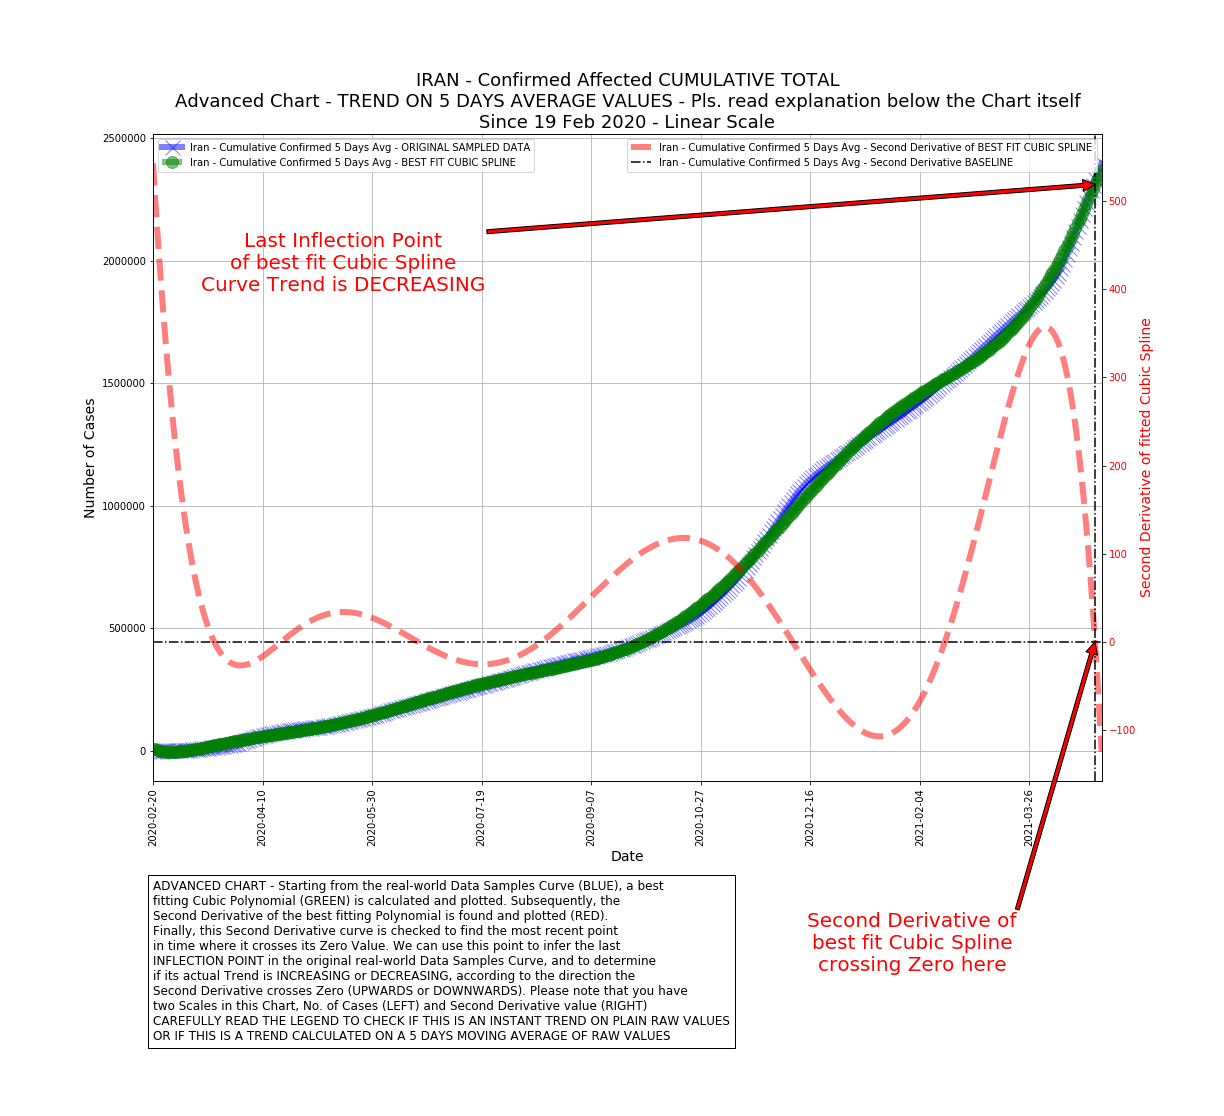 IRAN - Confirmed Affected CUMULATIVE TOTAL
Advanced Chart - TREND ON 5 DAYS AVERAGE VALUES - Pls. read explanation below the Chart itself
Since 19 Feb 2020 - Linear Scale
Iran - Cumulative Confirmed 5 Days Avg - ORIGINAL SAMPLED DATA
Iran - Cumulative Confirmed 5 Days Avg - BEST FIT CUBIC SPLINE
Iran - Cumulative Confirmed 5 Days Avg - Second Derivative of BEST FIT CUBIC SPLINE
Iran - Cumulative Confirmed 5 Days Avg - Second Derivative BASELINE
Last Inflection Point
of best fit Cubic Spline
Curve Trend is DECREASING
Number of Cases
2500000
2000000
1500000
1000000
500000
0
Second Derivative of fitted Cubic Spline
500
400
300
200
100
0
−100
2020-02-20
2020-04-10
2020-05-30
2020-07-19
2020-09-07
2020-10-27
2020-12-16
2021-02-04
2021-03-26
Date
Second Derivative of
best fit Cubic Spline
crossing Zero here
ADVANCED CHART - Starting from the real-world Data Samples Curve (BLUE), a best
fitting Cubic Polynomial (GREEN) is calculated and plotted. Subsequently, the
Second Derivative of the best fitting Polynomial is found and plotted (RED).
Finally, this Second Derivative curve is checked to find the most recent point
in time where it crosses its Zero Value. We can use this point to infer the last
INFLECTION POINT in the original real-world Data Samples Curve, and to determine
if its actual Trend is INCREASING or DECREASING, according to the direction the
Second Derivative crosses Zero (UPWARDS or DOWNWARDS). Please note that you have
two Scales in this Chart, No. of Cases (LEFT) and Second Derivative value (RIGHT)
CAREFULLY READ THE LEGEND TO CHECK IF THIS IS AN INSTANT TREND ON PLAIN RAW VALUES
OR IF THIS IS A TREND CALCULATED ON A 5 DAYS MOVING AVERAGE OF RAW VALUES